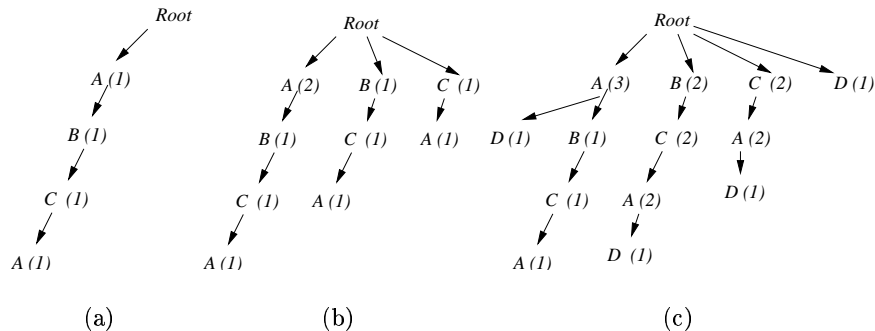 Root
A (1)
B (1)
C (1)
A (1)
(a)
Root
A (2) B (1) C (1)
B (1) C (1) A (1)
C (1) A (1)
A (1)
(b)
Root
A (3) B (2) C (2) D (1)
D (1) B (1) C (2) A (2)
C (1) A (2) D (1)
A (1) D (1)
(c)